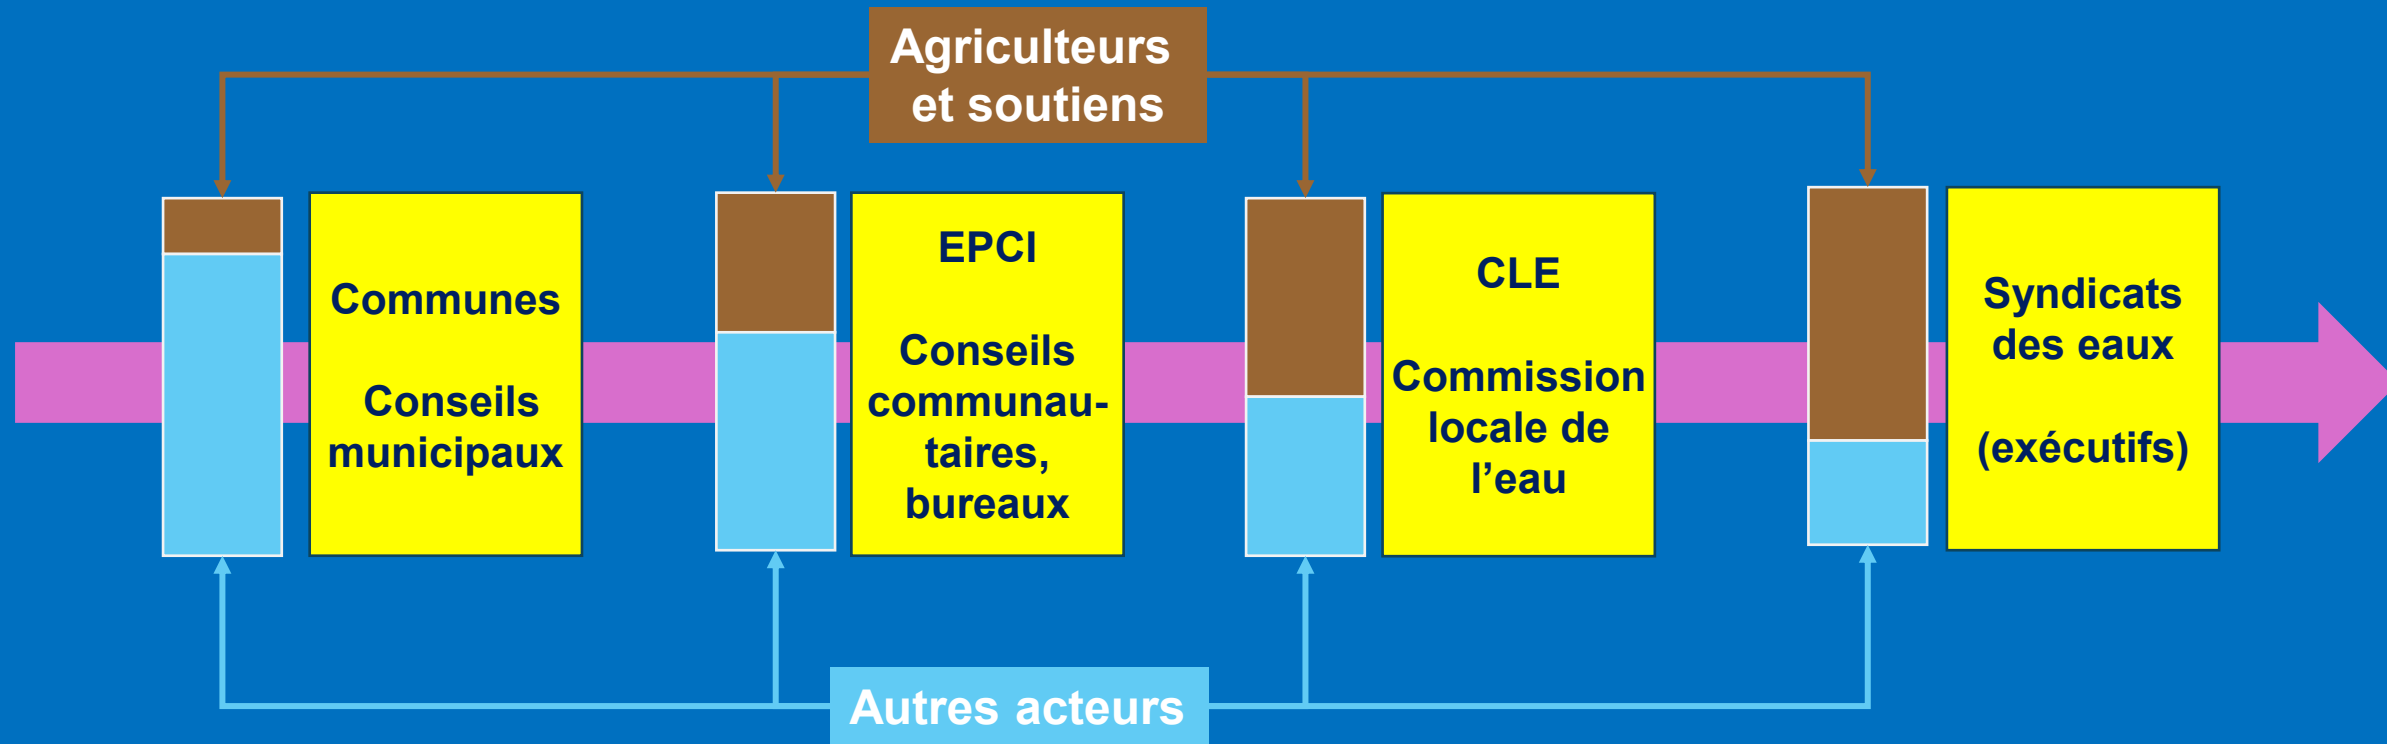 Agriculteurs
et soutiens
Communes
Conseils
municipaux
EPCI
Conseils
communau-
taires,
bureaux
CLE
Commission
locale de
l’eau
Syndicats
des eaux
(exécutifs)
Autres acteurs